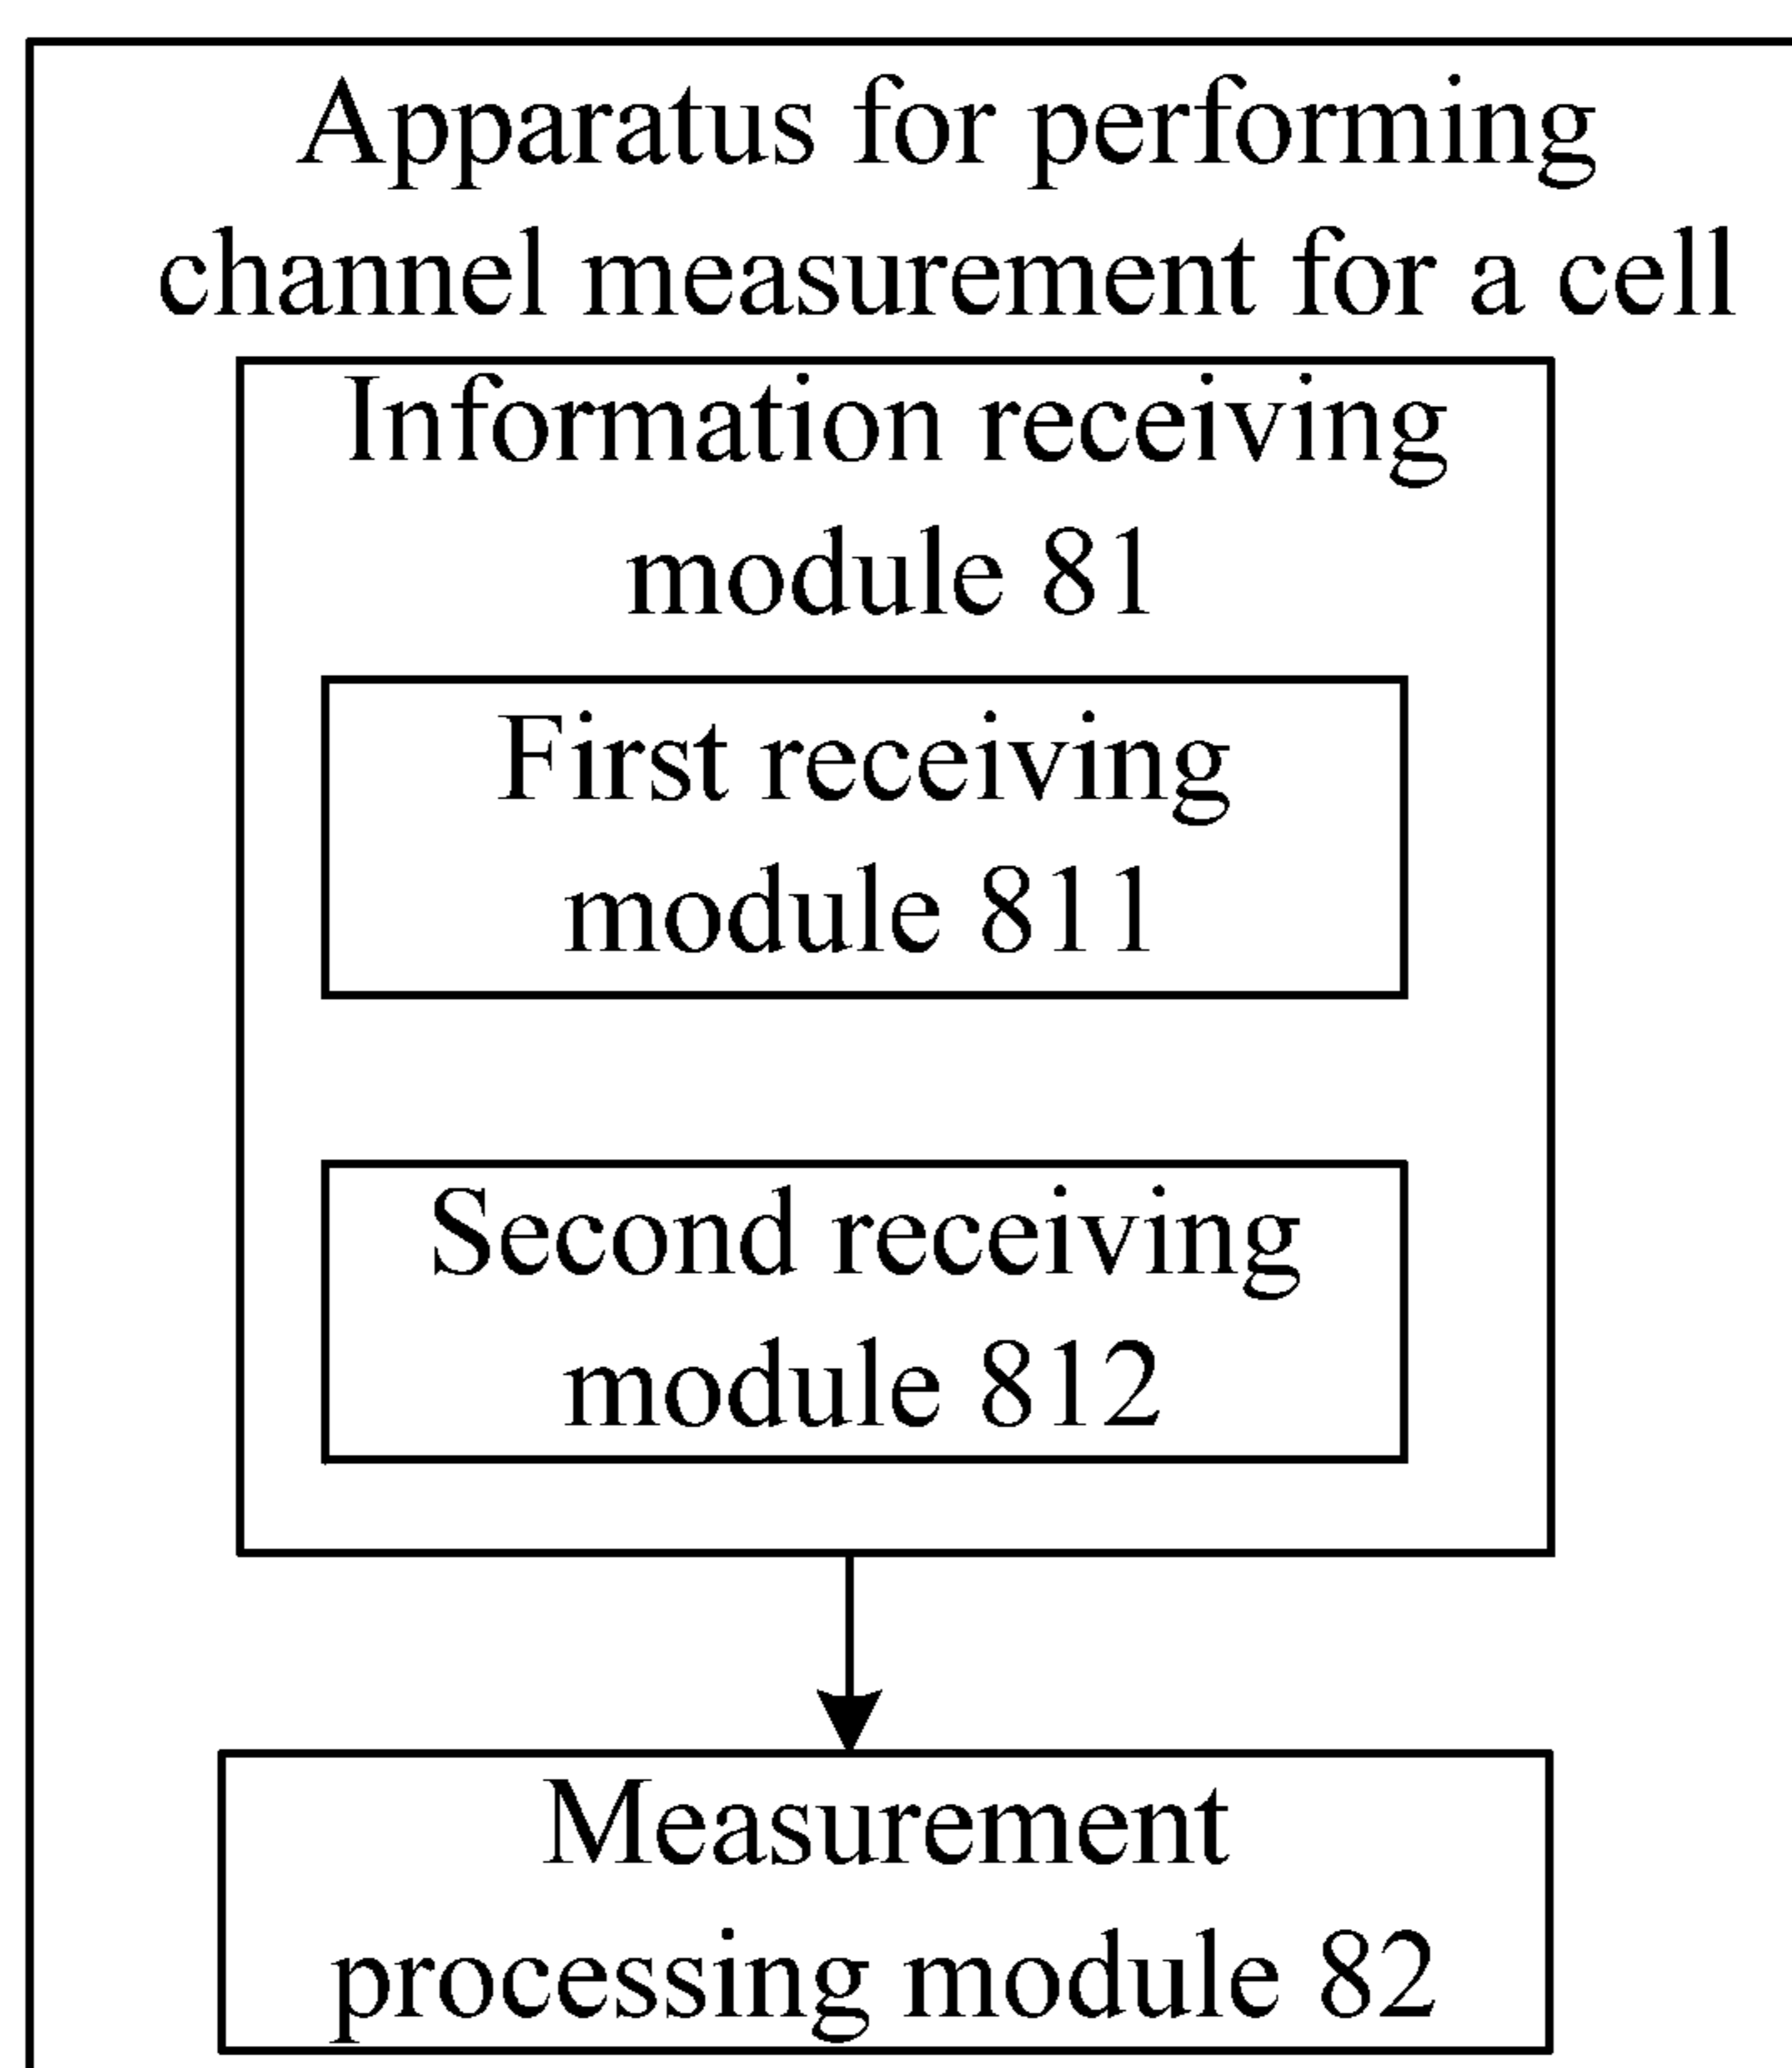 Apparatus for performing
channel measurement for a cell
Information receiving
module 81
First receiving
module 811
Second receiving
module 812
Measurement
processing module 82